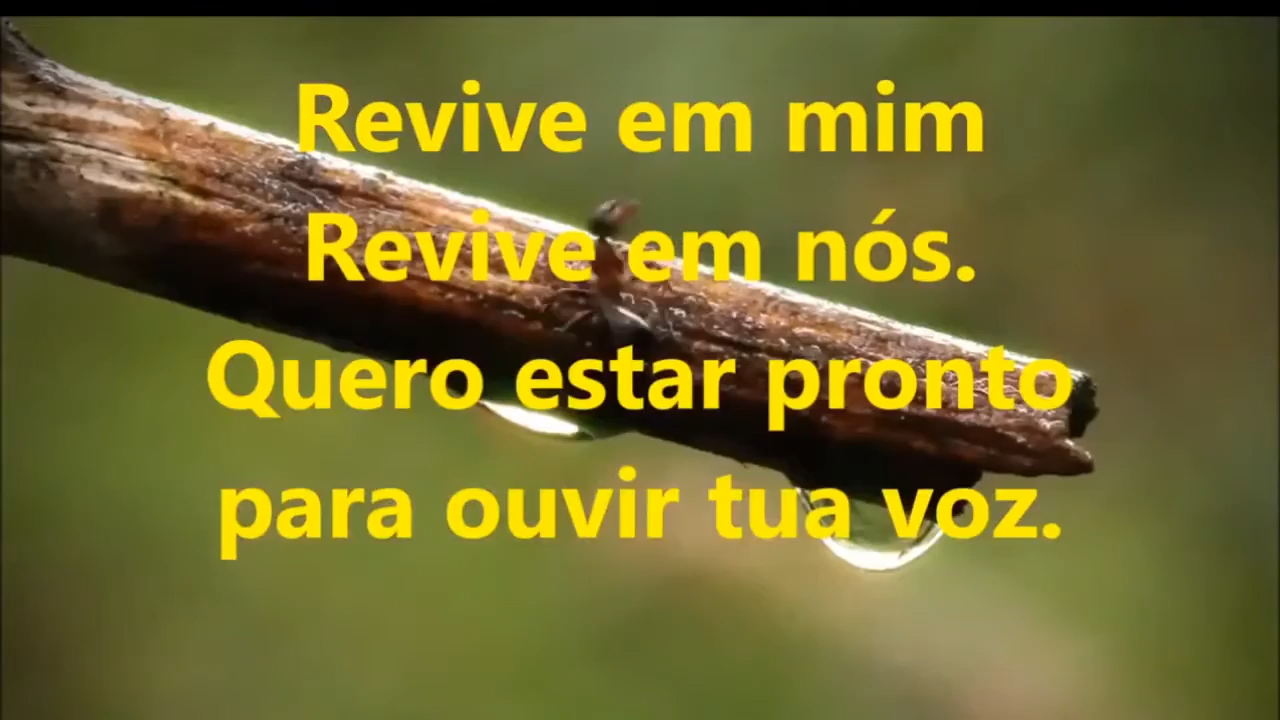 Revive em mim
Revive em nós.
Quero estar pronto
para ouvir tua voz.